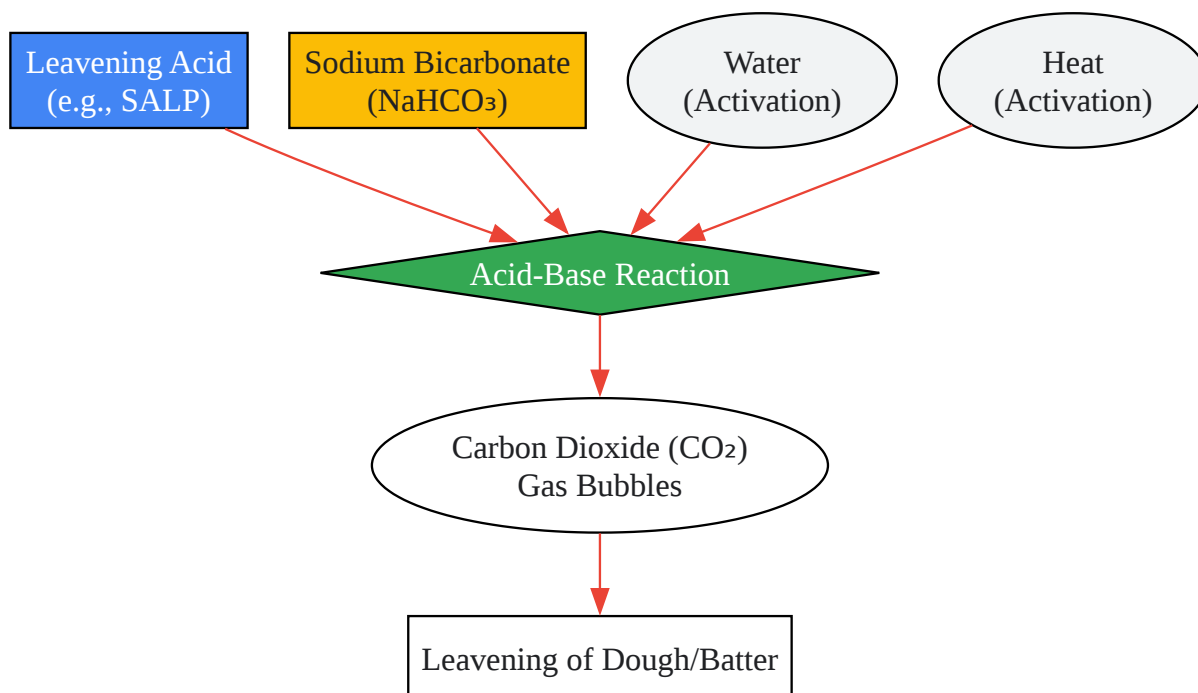 Leavening Acid
(e.g., SALP)
Sodium Bicarbonate
(NaHCO₃)
Water
(Activation)
Heat
(Activation)
Acid-Base Reaction
Carbon Dioxide (CO₂)
Gas Bubbles
Leavening of Dough/Batter